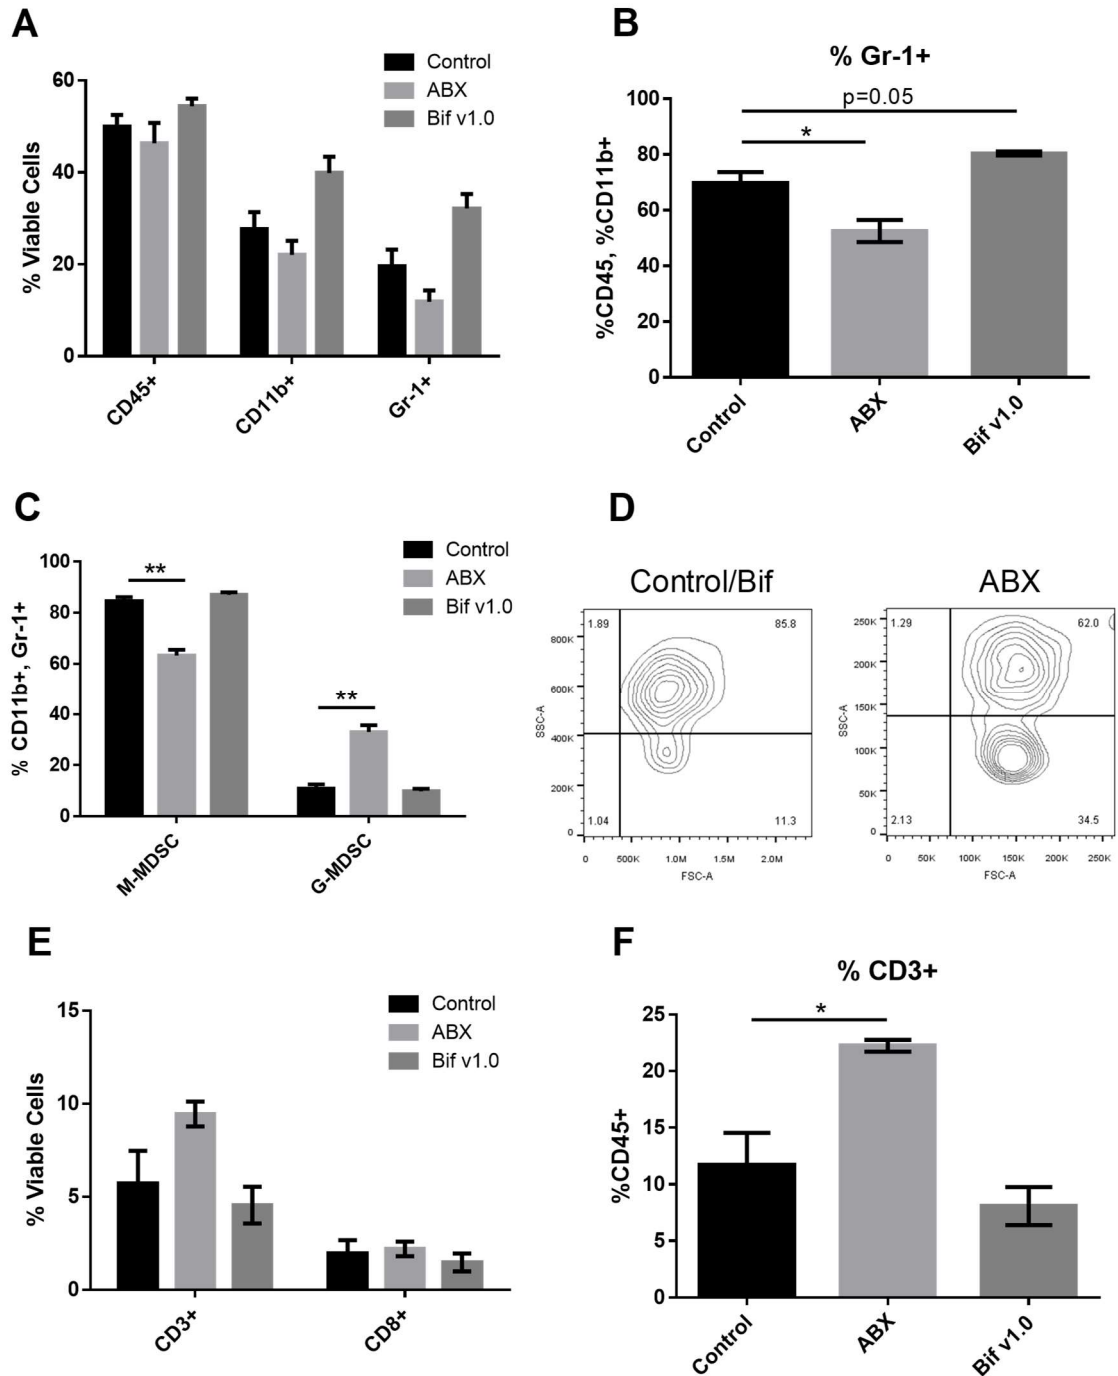 A
Control
ABX
Bif v1.0
% Viable Cells
60
40
20
0
CD45+
CD11b+
Gr-1+
B
% Gr-1+
p=0.05
*
%CD45, %CD11b+
100
80
60
40
20
0
Control
ABX
Bif v1.0
C
Control
ABX
Bif v1.0
% CD11b+, Gr-1+
100
80
60
40
20
0
**
**
M-MDSC
G-MDSC
D
Control/Bif
1.89
85.8
1.04
11.3
SSC-A
800K
600K
400K
200K
0
0 500K 1.0M 1.5M 2.0M
FSC-A
ABX
1.29
62.0
2.13
34.5
SSC-A
250K
200K
150K
100K
50K
0
0 50K 100K 150K 200K 250K
FSC-A
E
Control
ABX
Bif v1.0
% Viable Cells
15
10
5
0
CD3+
CD8+
F
% CD3+
*
%CD45+
25
20
15
10
5
0
Control
ABX
Bif v1.0